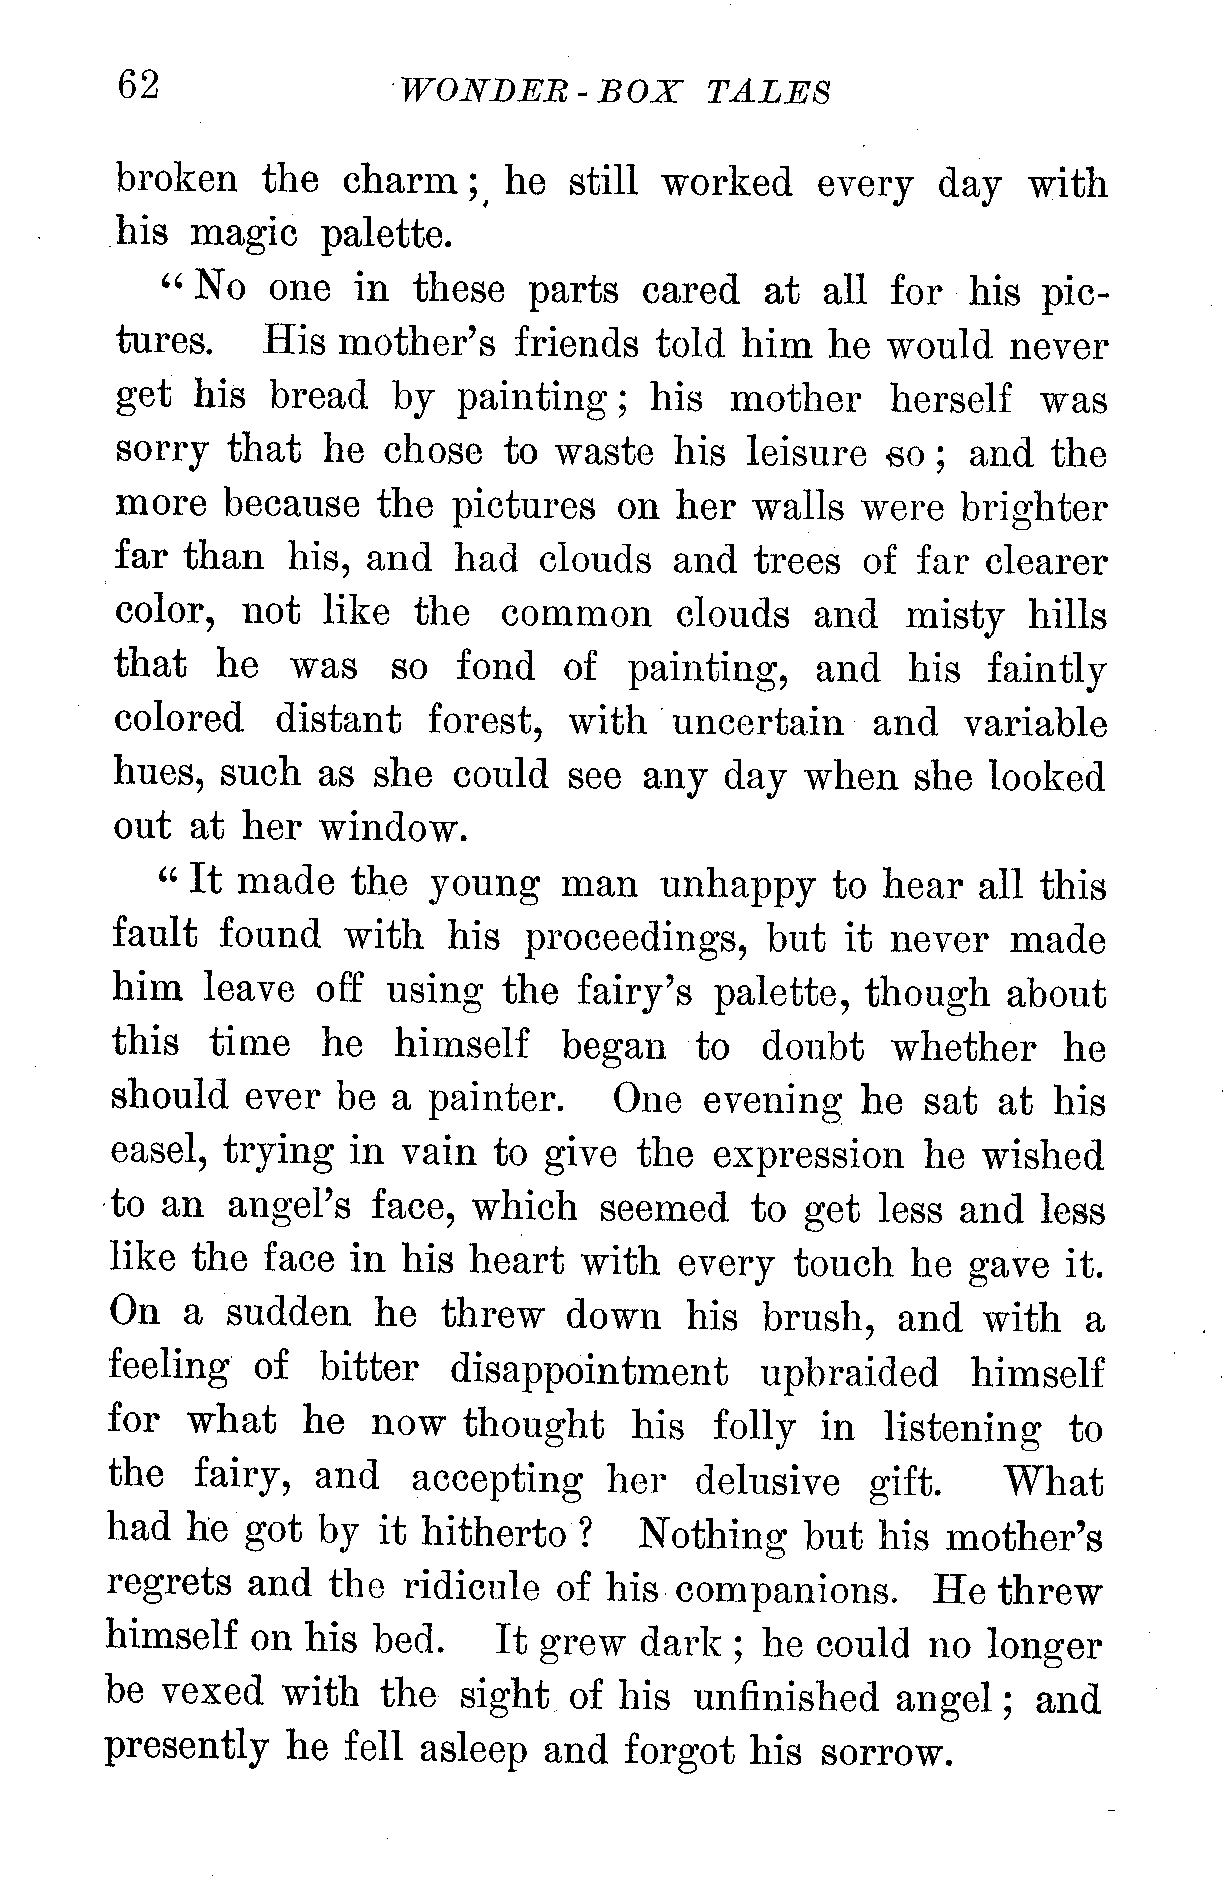 62 WONDER-BOX TALES
broken the charm; he still worked every day with
his magic palette.
“No one in these parts cared at all for his pic-
tures. His mother’s friends told him he would never
get his bread by painting; his mother herself was
sorry that he chose to waste his leisure so; and the
more because the pictures on her walls were brighter
far than his, and had clouds and trees of far clearer
color, not like the common clouds and misty hills
that he was so fond of painting, and his faintly
colored distant forest, with uncertain and variable
hues, such as she could see any day when she looked
out at her window.
“It made the young man unhappy to hear all this
fault found with his proceedings, but it never made
him leave off using the fairy’s palette, though about
this time he himself began to doubt whether he
should ever be a painter. One evening he sat at his
easel, trying in vain to give the expression he wished
to an angel’s face, which seemed to get less and less
like the face in his heart with every touch he gave it.
On a sudden he threw down his brush, and with a
feeling of bitter disappointment upbraided himself
for what he now thought his folly in listening to
the fairy, and accepting her delusive gift. What
had he got by it hitherto? Nothing but his mother’s
regrets and the ridicule of his companions. He threw
himself on his bed. It grew dark; he could no longer
be vexed with the sight of his unfinished angel; and
presently he fell asleep and forgot his sorrow.